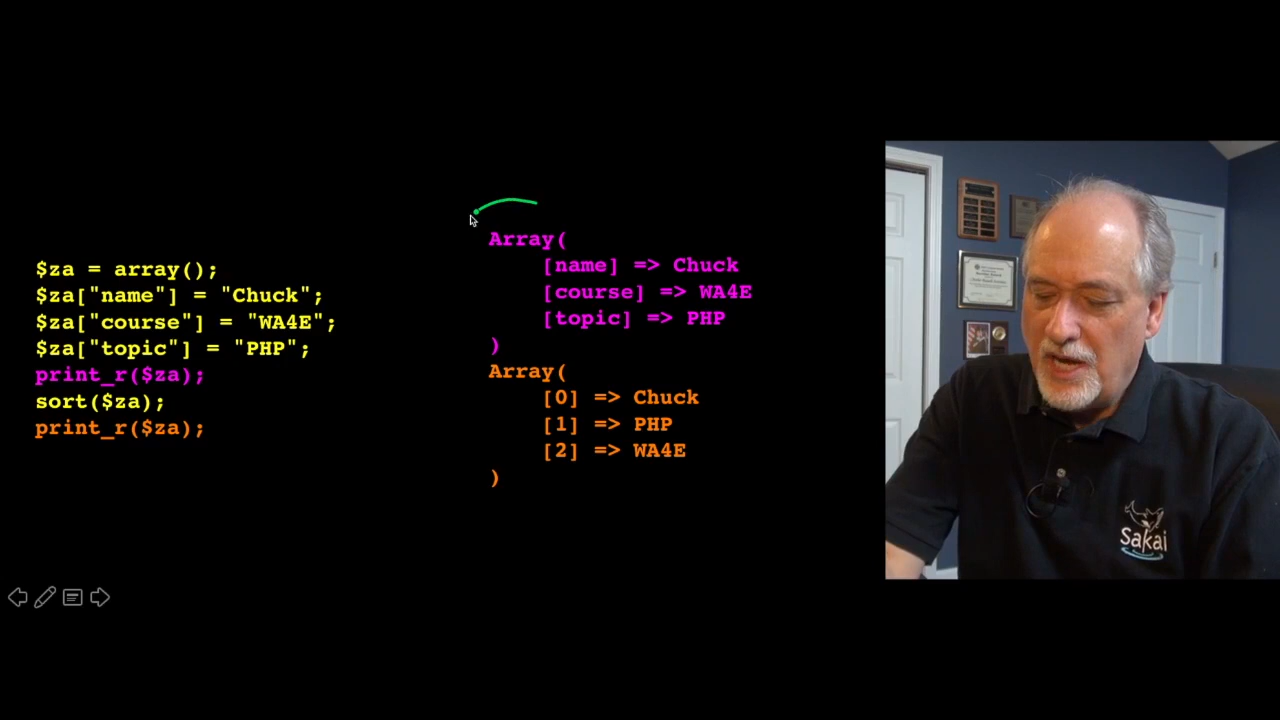 $za = array();
$za["name"] = "Chuck";
$za["course"] = "WA4E";
$za["topic"] = "PHP";
print_r($za);
sort($za);
print_r($za);
Array(
[name] => Chuck
[course] => WA4E
[topic] => PHP
)
Array(
[0] => Chuck
[1] => PHP
[2] => WA4E
)
Sakai